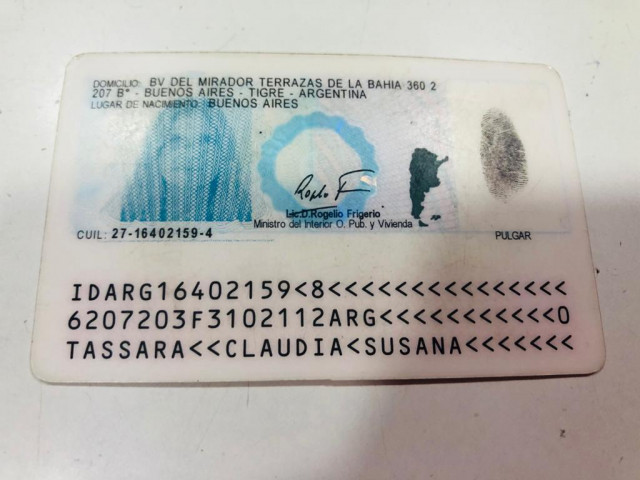 DOMICILIO: BV DEL MIRADOR TERRAZAS DE LA BAHIA 360 2
207 B° - BUENOS AIRES - TIGRE - ARGENTINA
LUGAR DE NACIMIENTO: BUENOS AIRES
Lic.D.Rogelio Frigerio
Ministro del Interior O. Pub. y Vivienda
CUIL: 27-16402159-4
PULGAR
IDARG16402159<8<<<<<<<<<<<<<<<
6207203F3102112ARG<<<<<<<<<<<0
TASSARA<<CLAUDIA<SUSANA<<<<<<<